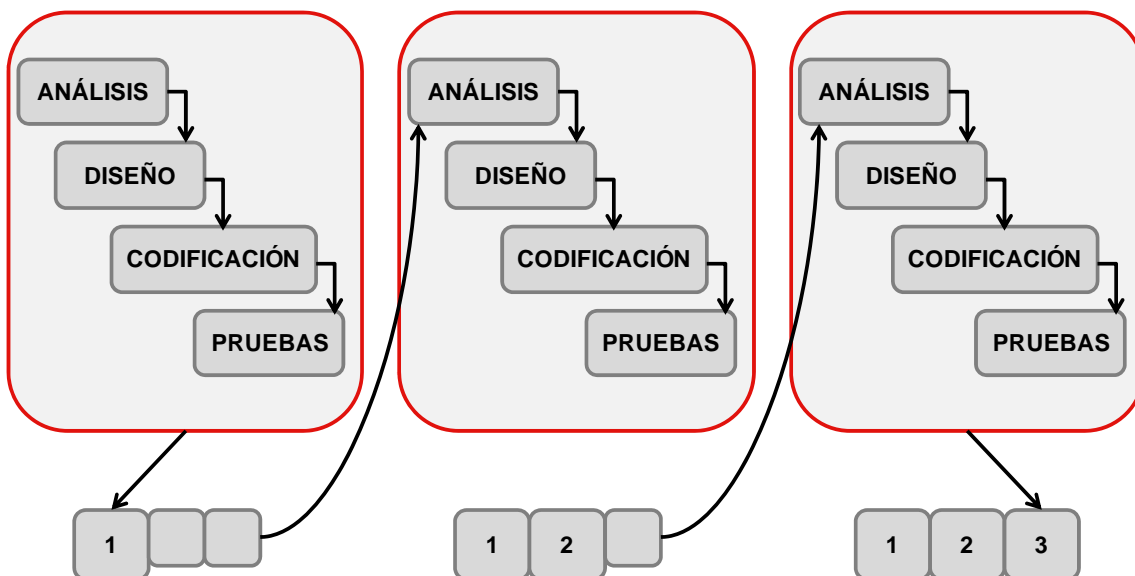 ANÁLISIS
DISEÑO
CODIFICACIÓN
PRUEBAS
1
ANÁLISIS
DISEÑO
CODIFICACIÓN
PRUEBAS
1 2
ANÁLISIS
DISEÑO
CODIFICACIÓN
PRUEBAS
1 2 3